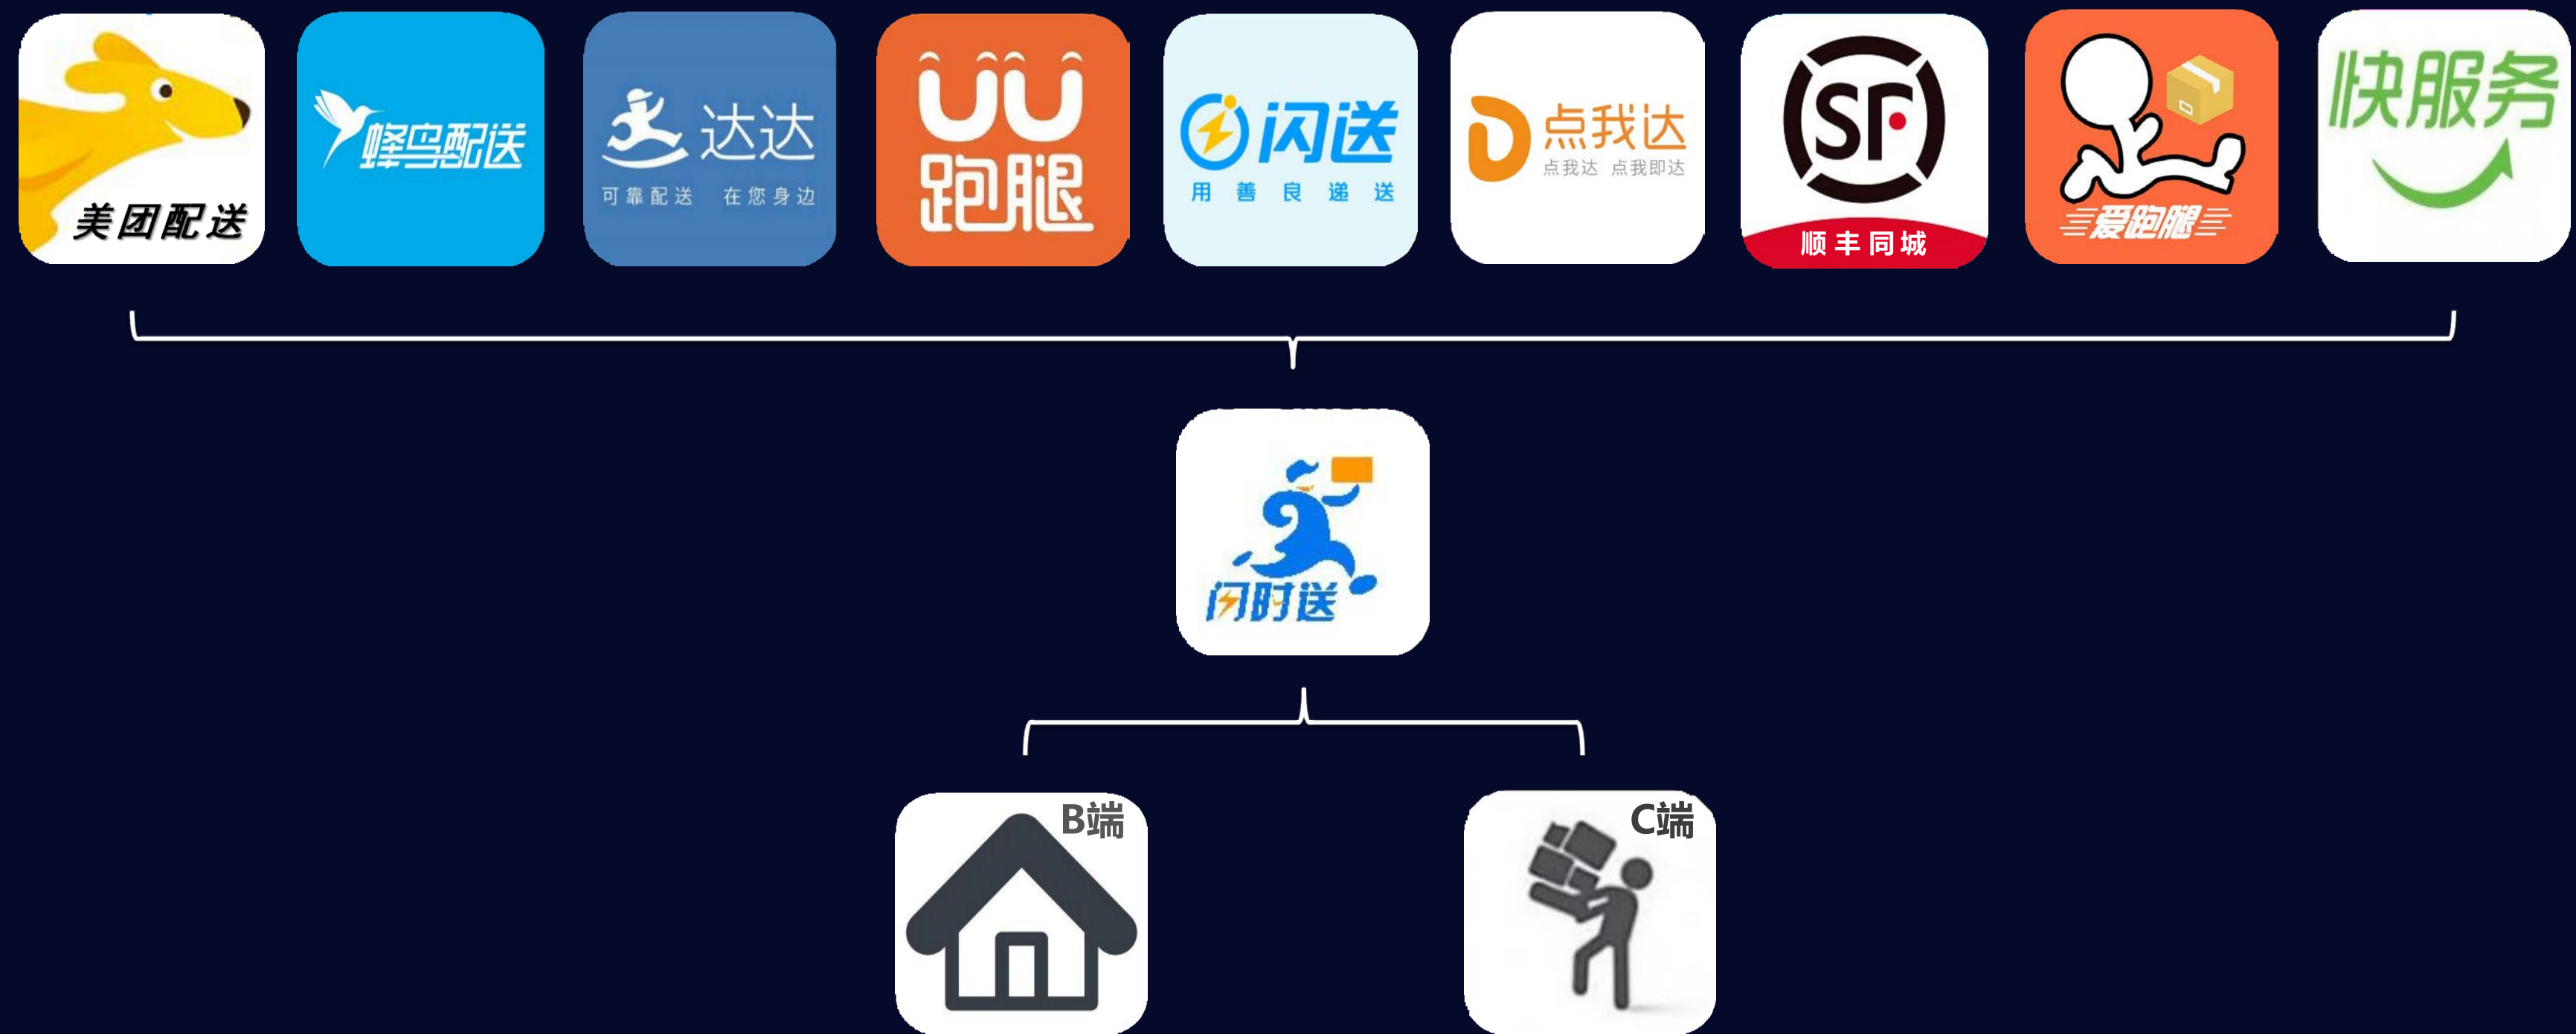 美团配送
蜂鸟配送
达达
可靠配送 在您身边
UU
跑腿
闪送
用善良递送
点我达
点我达 点我即达
SF
顺丰同城
爱跑腿
快服务
闪时送
B端
C端